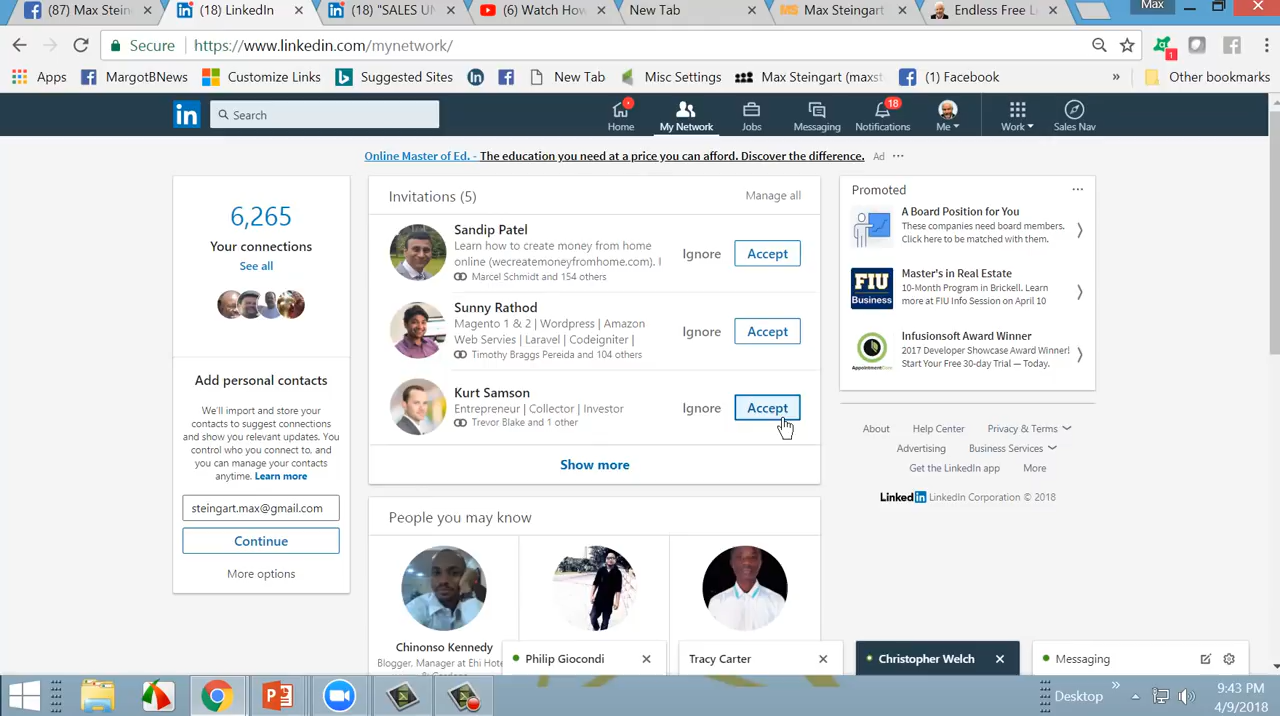 (87) Max Stein
(18) LinkedIn
(18) "SALES UN
(6) Watch How
New Tab
Max Steingart
Endless Free L
Max
Secure
https://www.linkedin.com/mynetwork/
1
Apps
MargotBNews
Customize Links
Suggested Sites
New Tab
Misc Settings
Max Steingart (maxst
(1) Facebook
»
Other bookmarks
in
Search
Home
My Network
Jobs
Messaging
18
Notifications
Me
Work
Sales Nav
Online Master of Ed. - The education you need at a price you can afford. Discover the difference.
Ad
6,265
Your connections
See all
Add personal contacts
We'll import and store your
contacts to suggest connections
and show you relevant updates. You
control who you connect to, and
you can manage your contacts
anytime. Learn more
steingart.max@gmail.com
Continue
More options
Invitations (5)
Manage all
Sandip Patel
Learn how to create money from home
online (wecreatemoneyfromhome.com). I
Marcel Schmidt and 154 others
Ignore
Accept
Sunny Rathod
Magento 1 & 2 | Wordpress | Amazon
Web Servies | Laravel | Codeigniter |
Timothy Braggs Pereida and 104 others
Ignore
Accept
Kurt Samson
Entrepreneur | Collector | Investor
Trevor Blake and 1 other
Ignore
Accept
Show more
People you may know
Chinonso Kennedy
Blogger. Manager at Ehi Hote
Promoted
A Board Position for You
These companies need board members.
Click here to be matched with them.
FIU
Business
Master's in Real Estate
10-Month Program in Brickell. Learn
more at FIU Info Session on April 10
Infusionsoft Award Winner
2017 Developer Showcase Award Winner!
Start Your Free 30-day Trial — Today.
About
Help Center
Privacy & Terms
Advertising
Business Services
Get the LinkedIn app
More
Linked in LinkedIn Corporation © 2018
Philip Giocondi
Tracy Carter
Christopher Welch
Messaging
Desktop
»
9:43 PM
4/9/2018